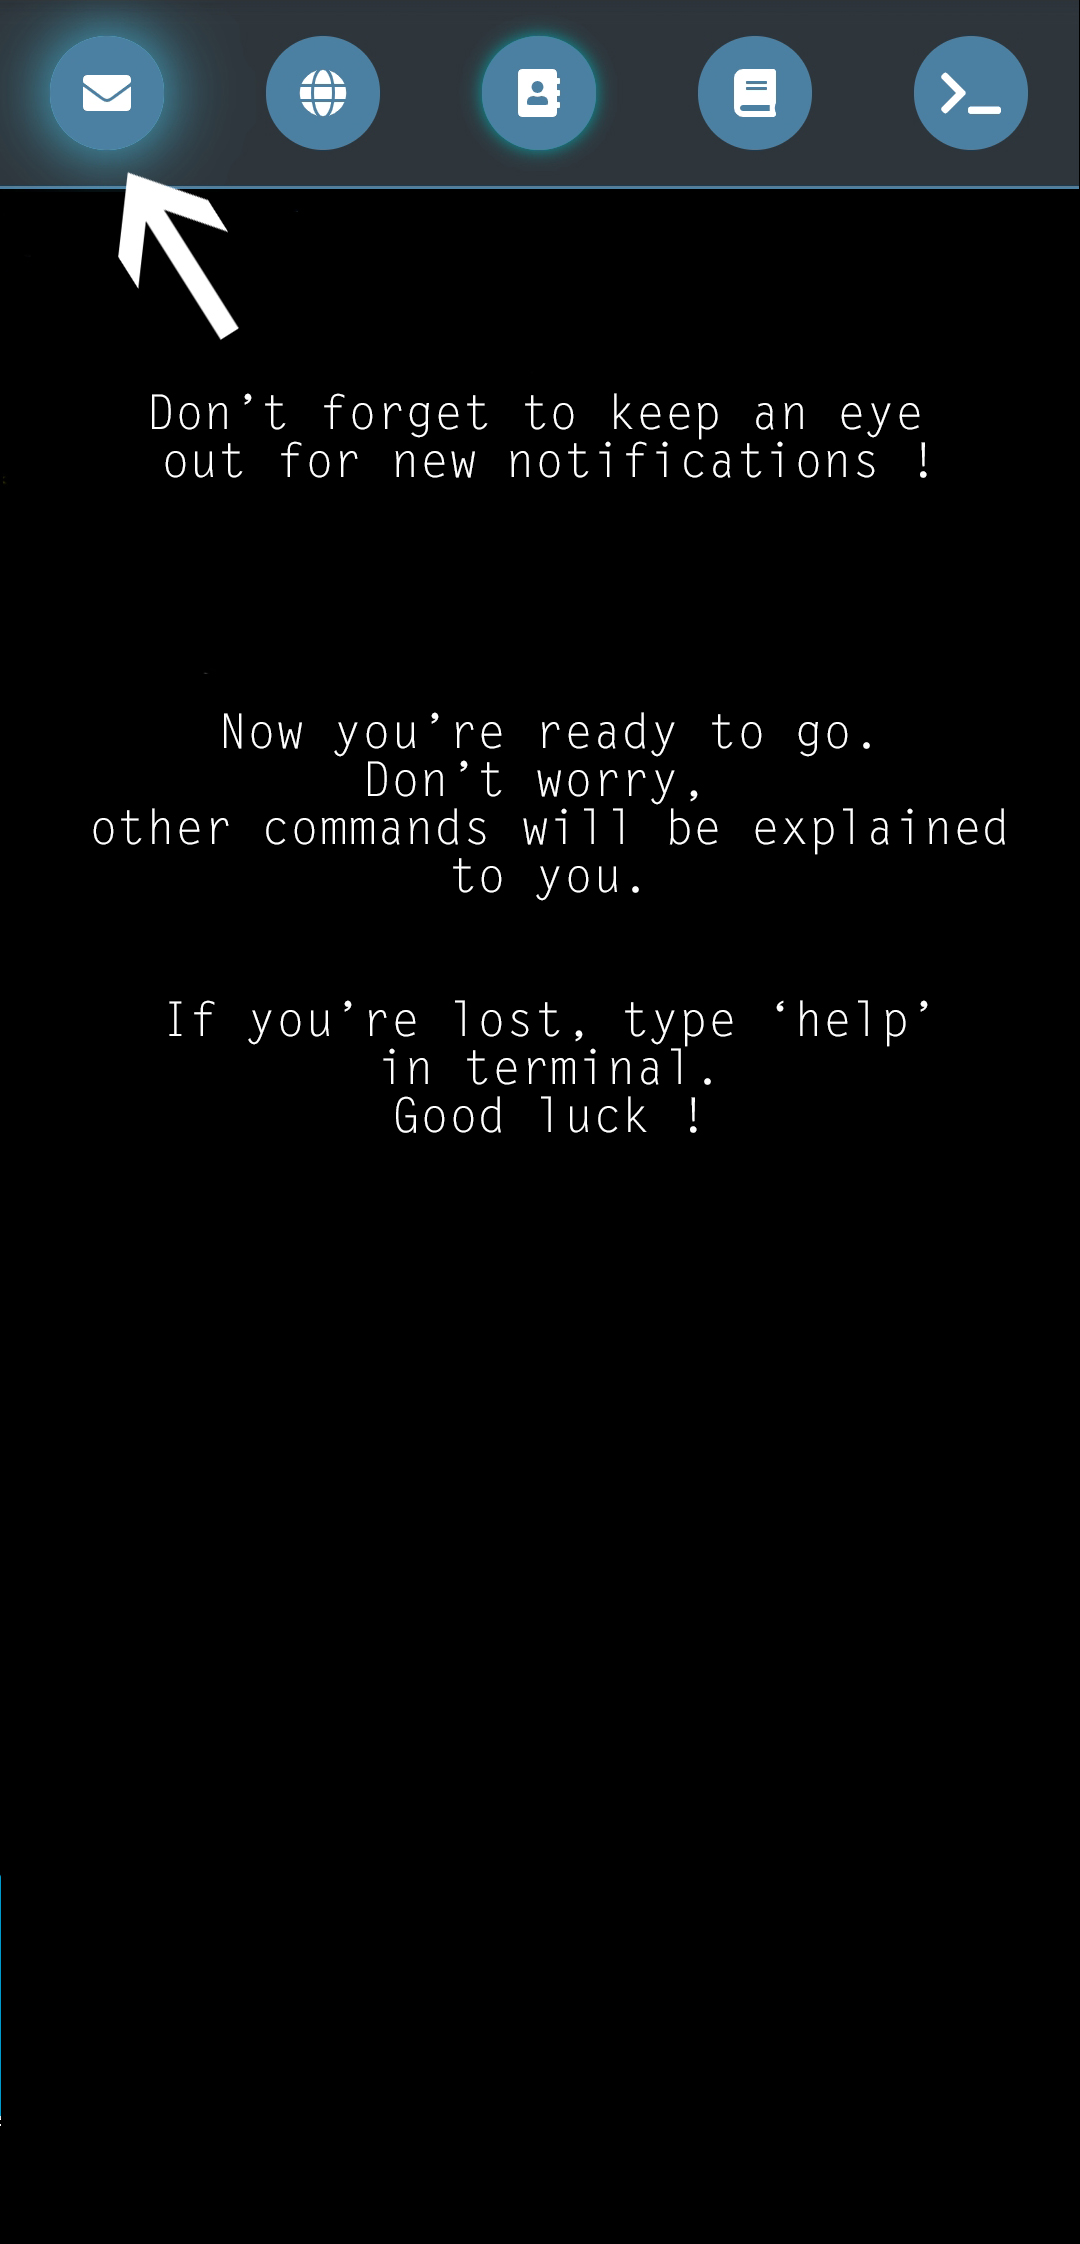 Don’t forget to keep an eye
out for new notifications !
Now you’re ready to go.
Don’t worry,
other commands will be explained
to you.
If you’re lost, type ‘help’
in terminal.
Good luck !